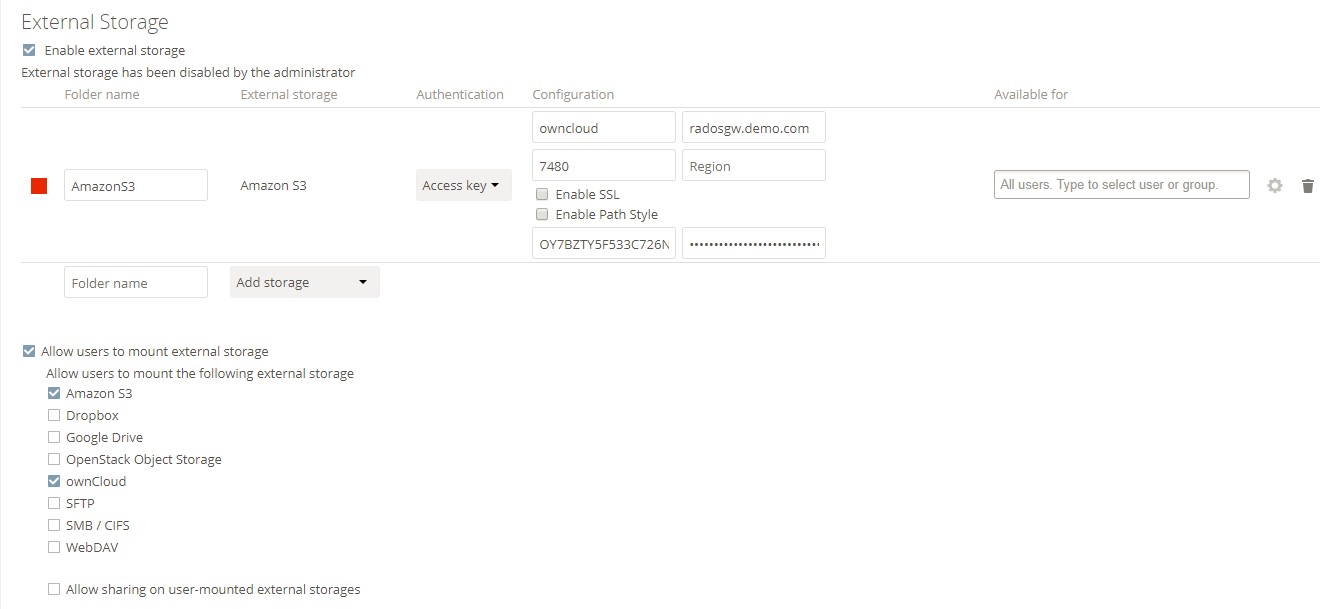 External Storage
Enable external storage
External storage has been disabled by the administrator
Folder name External storage Authentication Configuration Available for
owncloud radosgw.demo.com
7480 Region
AmazonS3 Amazon S3 Access key All users. Type to select user or group.
Enable SSL
Enable Path Style
OY7BZTY5F533C726N ••••••••••••••••••••••••••
Folder name Add storage
Allow users to mount external storage
Allow users to mount the following external storage
Amazon S3
Dropbox
Google Drive
OpenStack Object Storage
ownCloud
SFTP
SMB / CIFS
WebDAV
Allow sharing on user-mounted external storages